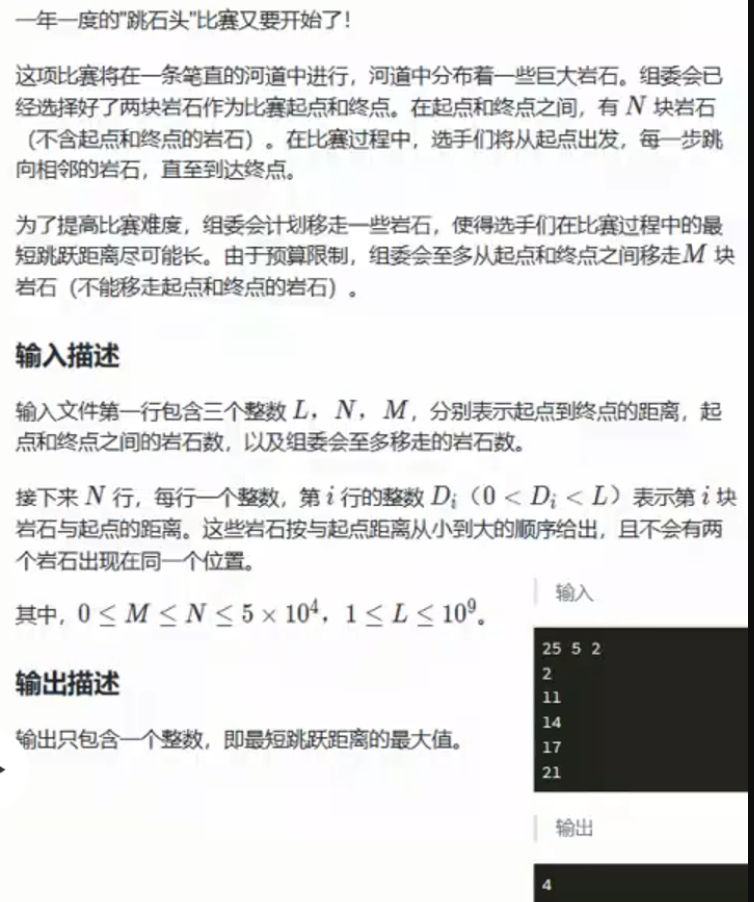 一年一度的"跳石头"比赛又要开始了！
这项比赛将在一条笔直的河道中进行，河道中分布着一些巨大岩石。组委会已
经选择好了两块岩石作为比赛起点和终点。在起点和终点之间，有 N 块岩石
（不含起点和终点的岩石）。在比赛过程中，选手们将从起点出发，每一步跳
向相邻的岩石，直至到达终点。
为了提高比赛难度，组委会计划移走一些岩石，使得选手们在比赛过程中的最
短跳跃距离尽可能长。由于预算限制，组委会至多从起点和终点之间移走M 块
岩石（不能移走起点和终点的岩石）。
输入描述
输入文件第一行包含三个整数 L，N，M，分别表示起点到终点的距离，起
点和终点之间的岩石数，以及组委会至多移走的岩石数。
接下来 N 行，每行一个整数，第 i 行的整数 Dᵢ（0 < Dᵢ < L）表示第 i 块
岩石与起点的距离。这些岩石按与起点距离从小到大的顺序给出，且不会有两
个岩石出现在同一个位置。
其中，0 ≤ M ≤ N ≤ 5 × 10⁴，1 ≤ L ≤ 10⁹。
输出描述
输出只包含一个整数，即最短跳跃距离的最大值。
输入
25 5 2
2
11
14
17
21
输出
4